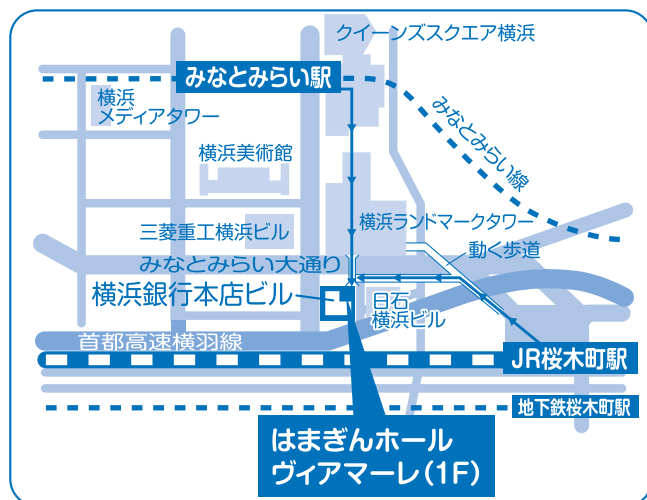 クイーンズスクエア横浜
みなとみらい駅
横浜
メディアタワー
みなとみらい線
横浜美術館
横浜ランドマークタワー
三菱重工横浜ビル
動く歩道
みなとみらい大通り
横浜銀行本店ビル
日石
横浜ビル
首都高速横羽線
JR桜木町駅
地下鉄桜木町駅
はまぎんホール
ヴィアマーレ(1F)